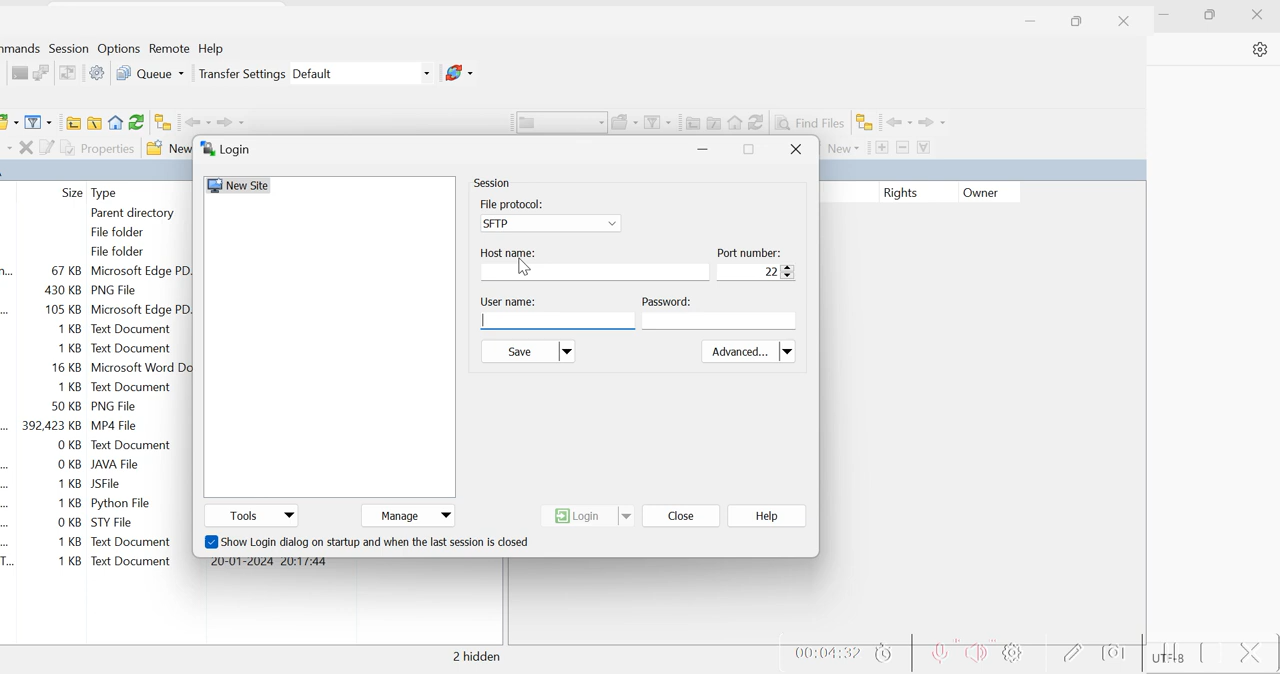 mmands Session Options Remote Help
Queue Transfer Settings Default
Find Files
Properties New Login New
New Site Session
File protocol:
SFTP
Host name: Port number:
22
User name: Password:
Save Advanced...
Tools Manage Login Close Help
Show Login dialog on startup and when the last session is closed
Size Type
Parent directory
File folder
File folder
67 KB Microsoft Edge PD.
430 KB PNG File
105 KB Microsoft Edge PD.
1 KB Text Document
1 KB Text Document
16 KB Microsoft Word Do
1 KB Text Document
50 KB PNG File
392,423 KB MP4 File
0 KB Text Document
0 KB JAVA File
1 KB JSFile
1 KB Python File
0 KB STY File
1 KB Text Document
T... 1 KB Text Document 20-01-2024 20:17:44
Rights Owner
2 hidden
00:04:32
UTF-8